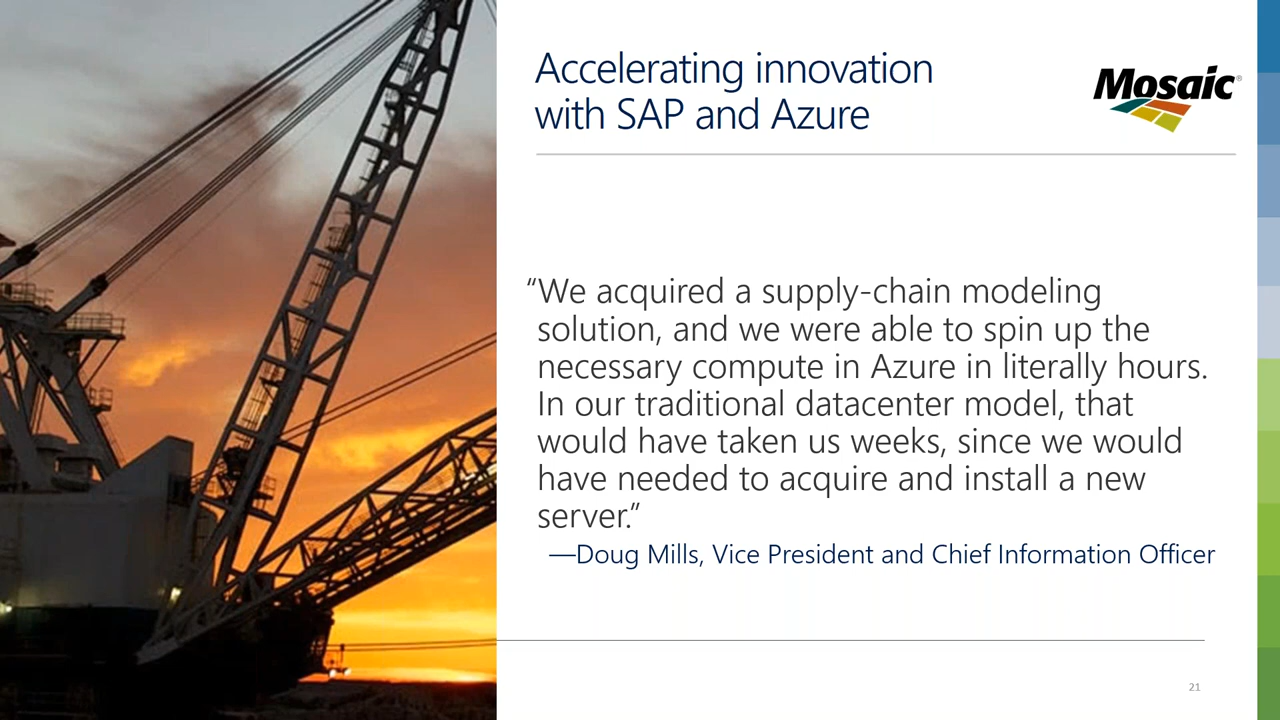 Accelerating innovation
with SAP and Azure
Mosaic®
“We acquired a supply-chain modeling
solution, and we were able to spin up the
necessary compute in Azure in literally hours.
In our traditional datacenter model, that
would have taken us weeks, since we would
have needed to acquire and install a new
server.”
—Doug Mills, Vice President and Chief Information Officer
21